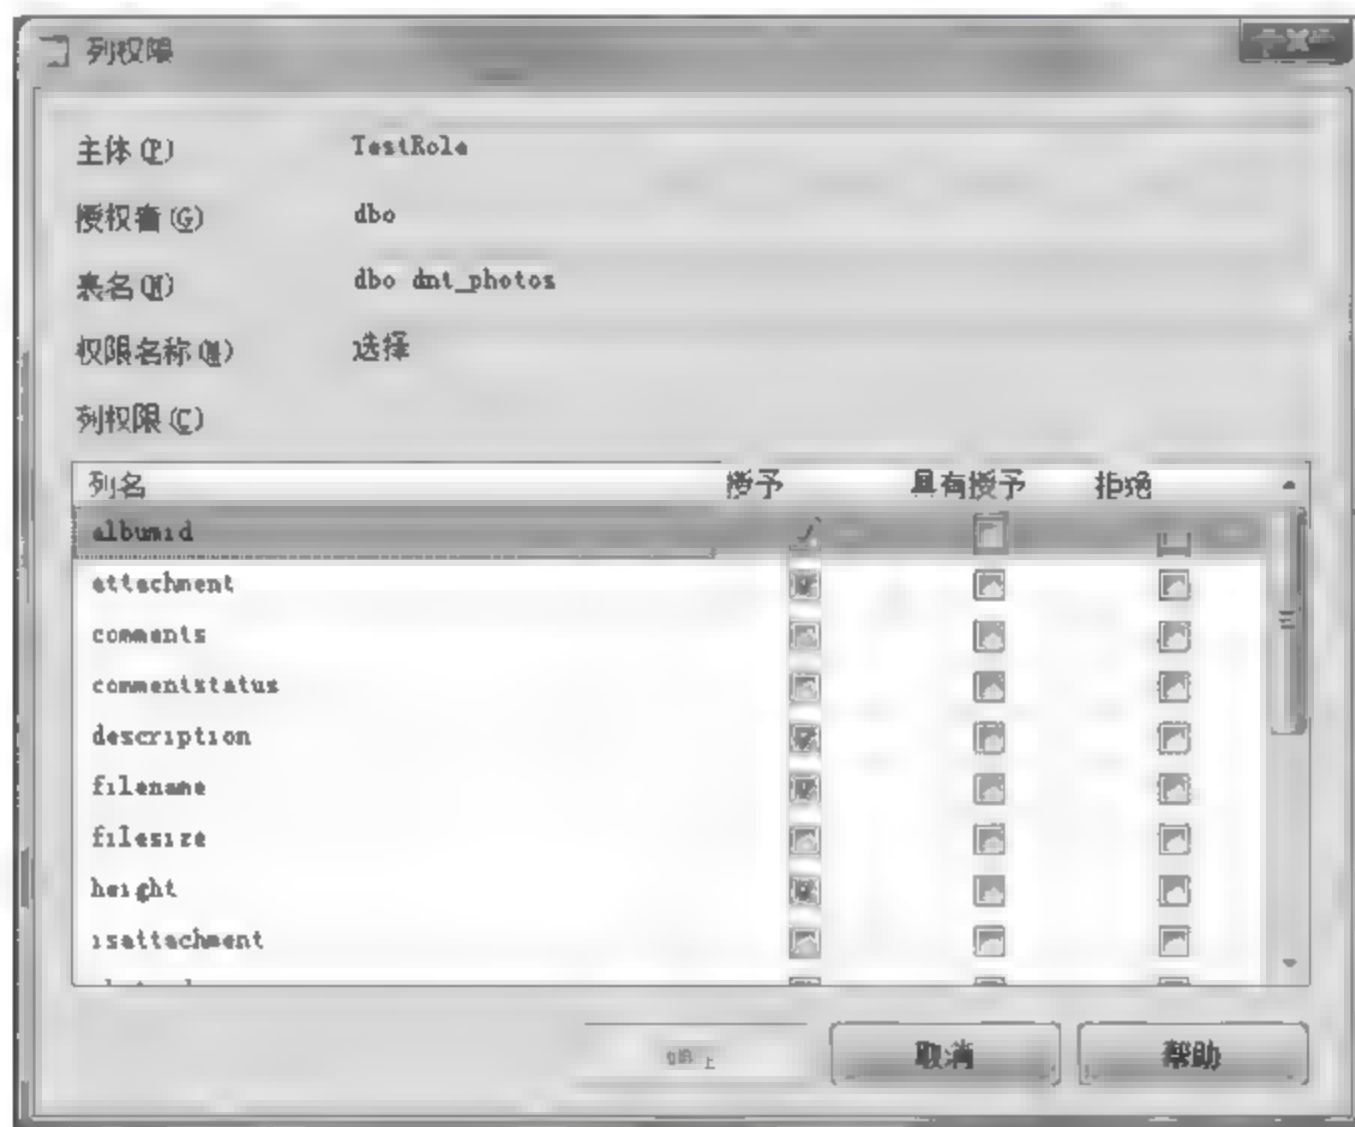 列权限
主体(P) TestRole
授权者(G) dbo
表名(N) dbo dnt_photos
权限名称(N) 选择
列权限(C)
列名 授予 具有授予 拒绝
albumid
attachment
comments
commentstatus
description
filename
filesize
height
isattachment
取消 帮助